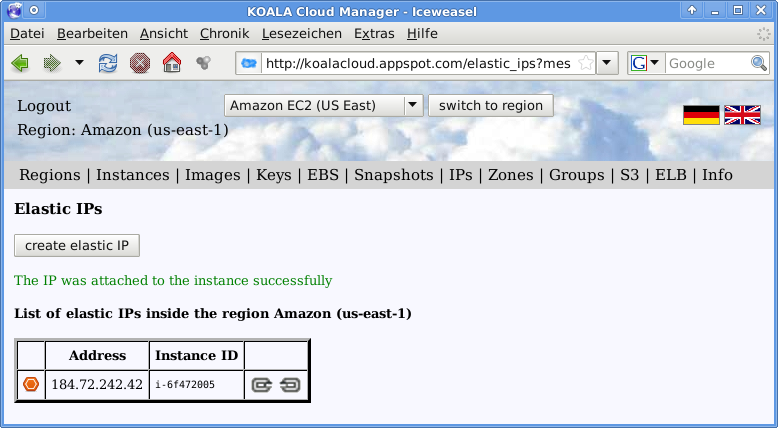 KOALA Cloud Manager - Iceweasel
Datei Bearbeiten Ansicht Chronik Lesezeichen Extras Hilfe
http://koalacloud.appspot.com/elastic_ips?mes
G Google
Logout
Amazon EC2 (US East)
switch to region
Region: Amazon (us-east-1)
Regions | Instances | Images | Keys | EBS | Snapshots | IPs | Zones | Groups | S3 | ELB | Info
Elastic IPs
create elastic IP
The IP was attached to the instance successfully
List of elastic IPs inside the region Amazon (us-east-1)
Address Instance ID
184.72.242.42 i-6f472005